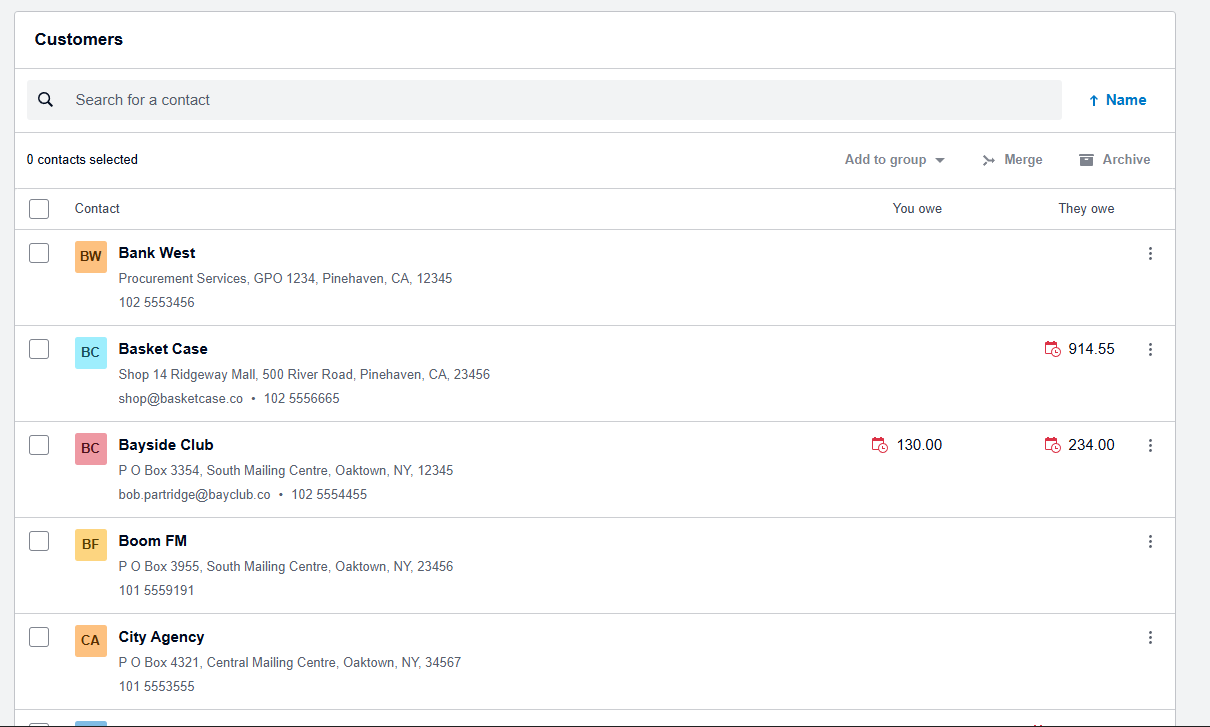 Customers
Search for a contact
Name
0 contacts selected
Add to group
Merge
Archive
Contact You owe They owe
BW Bank West
Procurement Services, GPO 1234, Pinehaven, CA, 12345
102 5553456
BC Basket Case 914.55
Shop 14 Ridgeway Mall, 500 River Road, Pinehaven, CA, 23456
shop@basketcase.co • 102 5556665
BC Bayside Club 130.00 234.00
P O Box 3354, South Mailing Centre, Oaktown, NY, 12345
bob.partridge@bayclub.co • 102 5554455
BF Boom FM
P O Box 3955, South Mailing Centre, Oaktown, NY, 23456
101 5559191
CA City Agency
P O Box 4321, Central Mailing Centre, Oaktown, NY, 34567
101 5553555